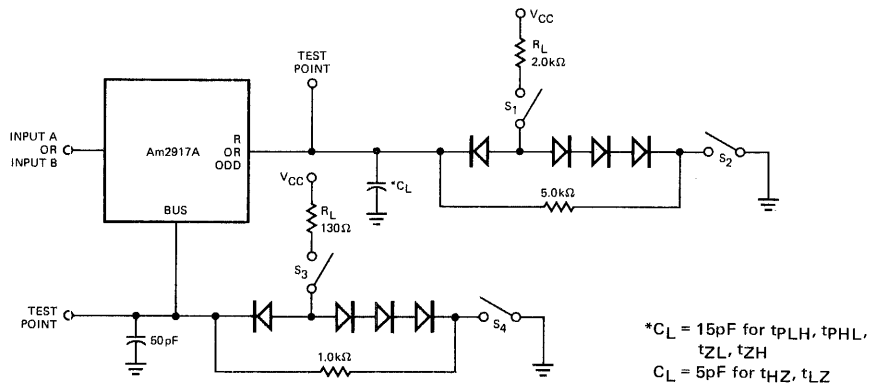 VCC
RL
2.0kΩ
TEST
POINT
S1
INPUT A
OR
INPUT B
Am2917A
R
OR
ODD
BUS
*CL
S2
5.0kΩ
VCC
RL
130Ω
S3
TEST
POINT
50pF
S4
1.0kΩ
*CL = 15pF for tPLH, tPHL,
tZL, tZH
CL = 5pF for tHZ, tLZ